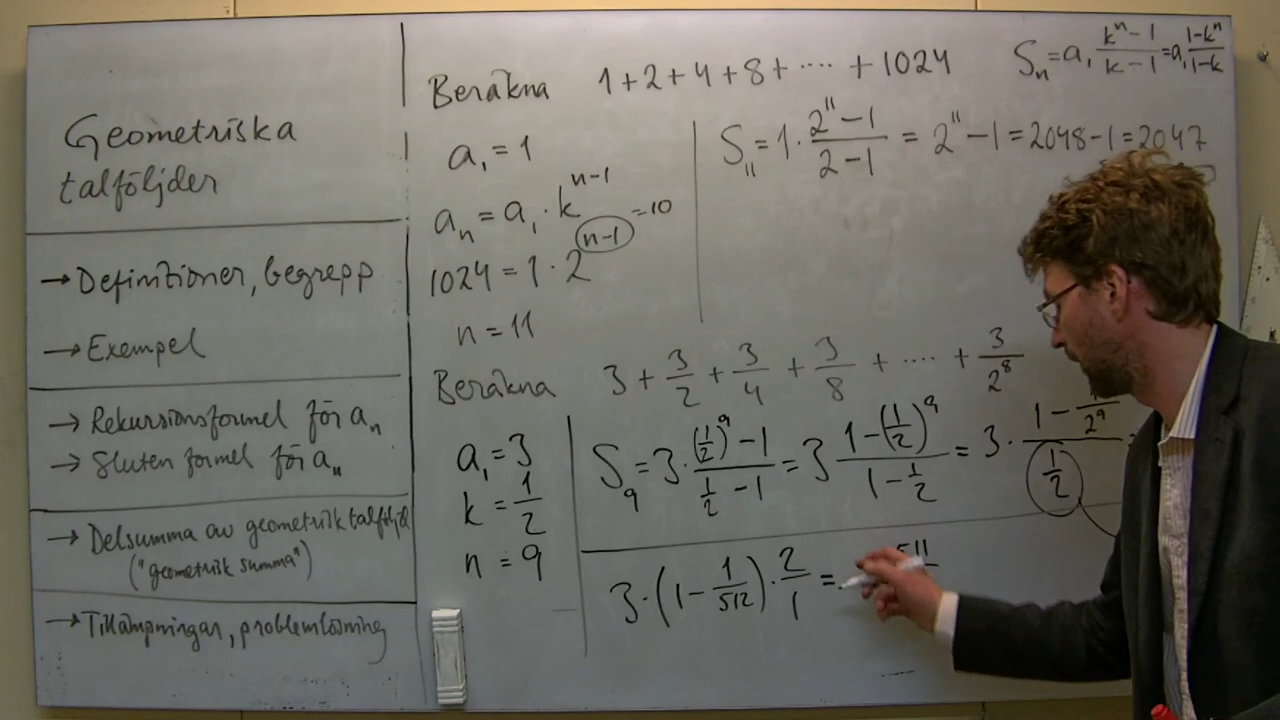 Geometriska
talföljder
→ Definitioner, begrepp
→ Exempel
→ Rekursionsformel för aₙ
→ Sluten formel för aₙ
→ Delsumma av geometrisk talföljd
("geometrisk summa")
→ Tillämpningar, problemlösning
Beräkna 1+2+4+8+ ···· +1024
Sₙ = a₁ (kⁿ-1)/(k-1) = a₁ (1-kⁿ)/(1-k)
a₁ = 1
aₙ = a₁ · kⁿ⁻¹
1024 = 1 · 2ⁿ⁻¹ =10
n = 11
S₁₁ = 1 · (2¹¹-1)/(2-1) = 2¹¹-1 = 2048-1 = 2047
Beräkna 3 + 3/2 + 3/4 + 3/8 + ···· + 3/2⁸
a₁ = 3
k = 1/2
n = 9
S₉ = 3 · ((1/2)⁹-1)/(1/2-1) = 3 (1-(1/2)⁹)/(1-1/2) = 3 · (1-1/2⁹)/(1/2) =
3 · (1 - 1/512) · 2/1 = 511